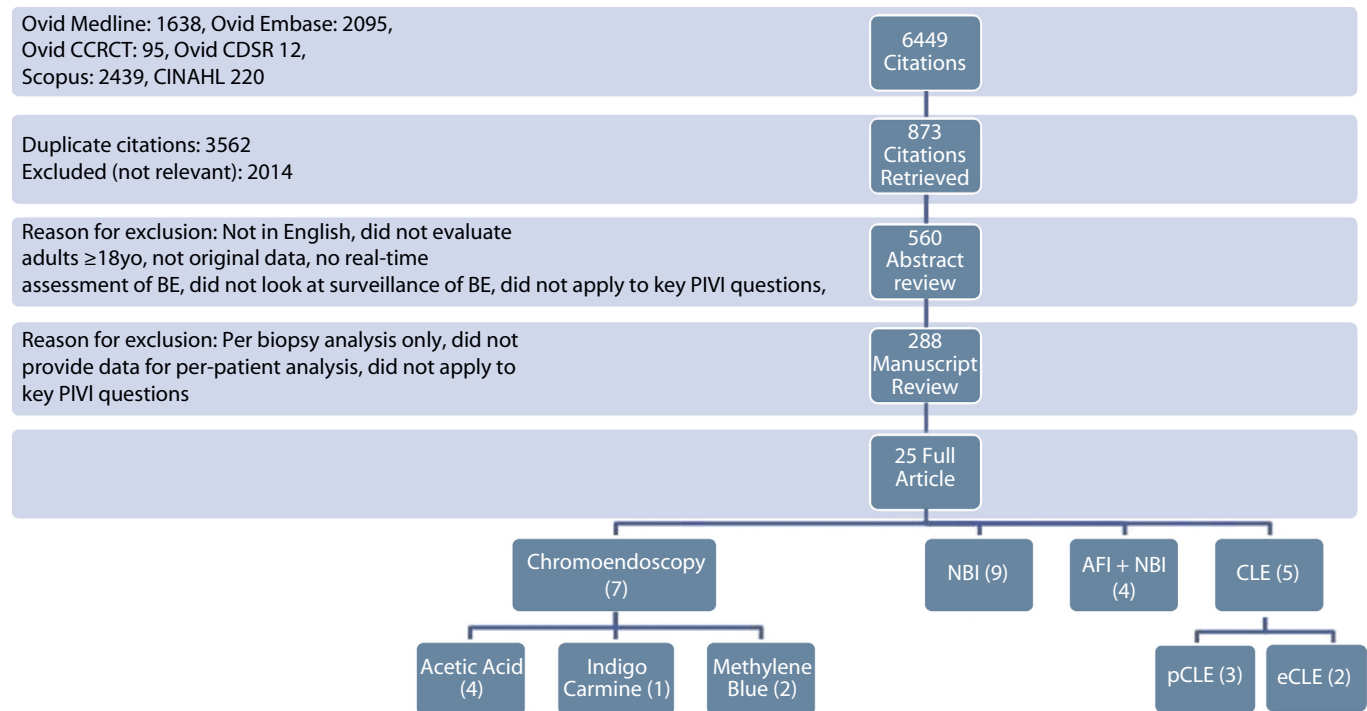 Ovid Medline: 1638, Ovid Embase: 2095,
Ovid CCRCT: 95, Ovid CDSR 12,
Scopus: 2439, CINAHL 220
6449
Citations
Duplicate citations: 3562
Excluded (not relevant): 2014
873
Citations
Retrieved
Reason for exclusion: Not in English, did not evaluate
adults ≥18yo, not original data, no real-time
assessment of BE, did not look at surveillance of BE, did not apply to key PIVI questions,
560
Abstract
review
Reason for exclusion: Per biopsy analysis only, did not
provide data for per-patient analysis, did not apply to
key PIVI questions
288
Manuscript
Review
25 Full
Article
Chromoendoscopy
(7)
NBI (9)
AFI + NBI
(4)
CLE (5)
Acetic Acid
(4)
Indigo
Carmine (1)
Methylene
Blue (2)
pCLE (3)
eCLE (2)